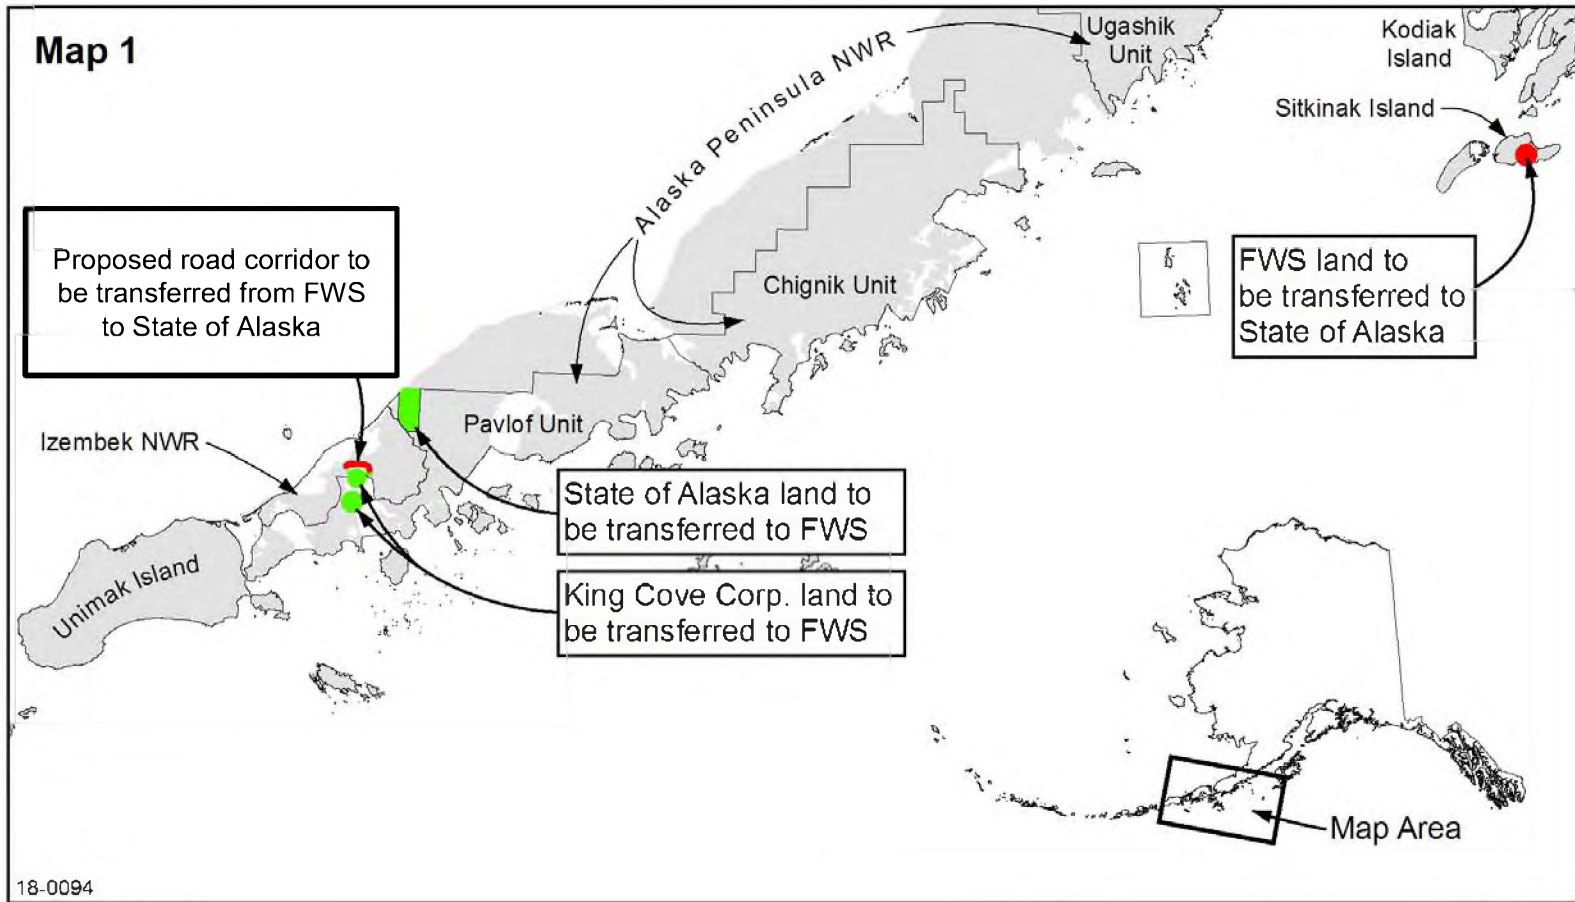 Map 1
Ugashik
Unit
Kodiak
Island
Sitkinak Island
Alaska Peninsula NWR
Proposed road corridor to
be transferred from FWS
to State of Alaska
FWS land to
be transferred to
State of Alaska
Chignik Unit
Pavlof Unit
Izembek NWR
State of Alaska land to
be transferred to FWS
King Cove Corp. land to
be transferred to FWS
Unimak Island
Map Area
18-0094